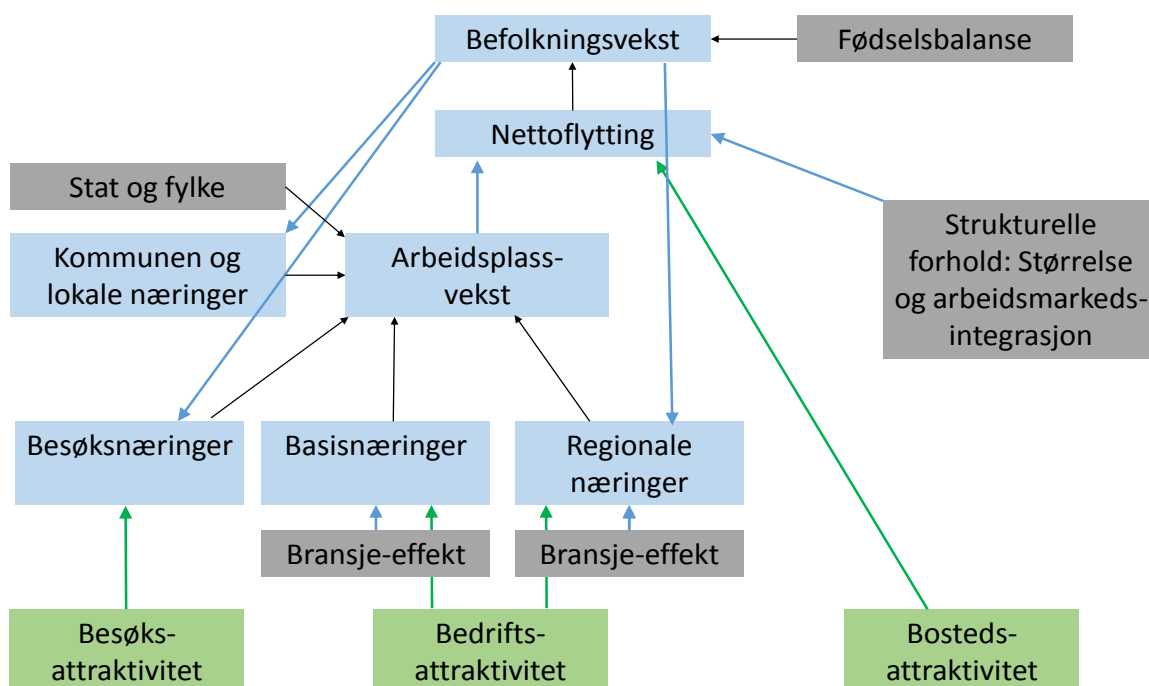 Befolkningsvekst
Fødselsbalanse
Nettoflytting
Stat og fylke
Kommunen og
lokale næringer
Arbeidsplass-
vekst
Strukturelle
forhold: Størrelse
og arbeidsmarkeds-
integrasjon
Besøksnæringer
Basisnæringer
Regionale
næringer
Bransje-effekt
Bransje-effekt
Besøks-
attraktivitet
Bedrifts-
attraktivitet
Bosteds-
attraktivitet